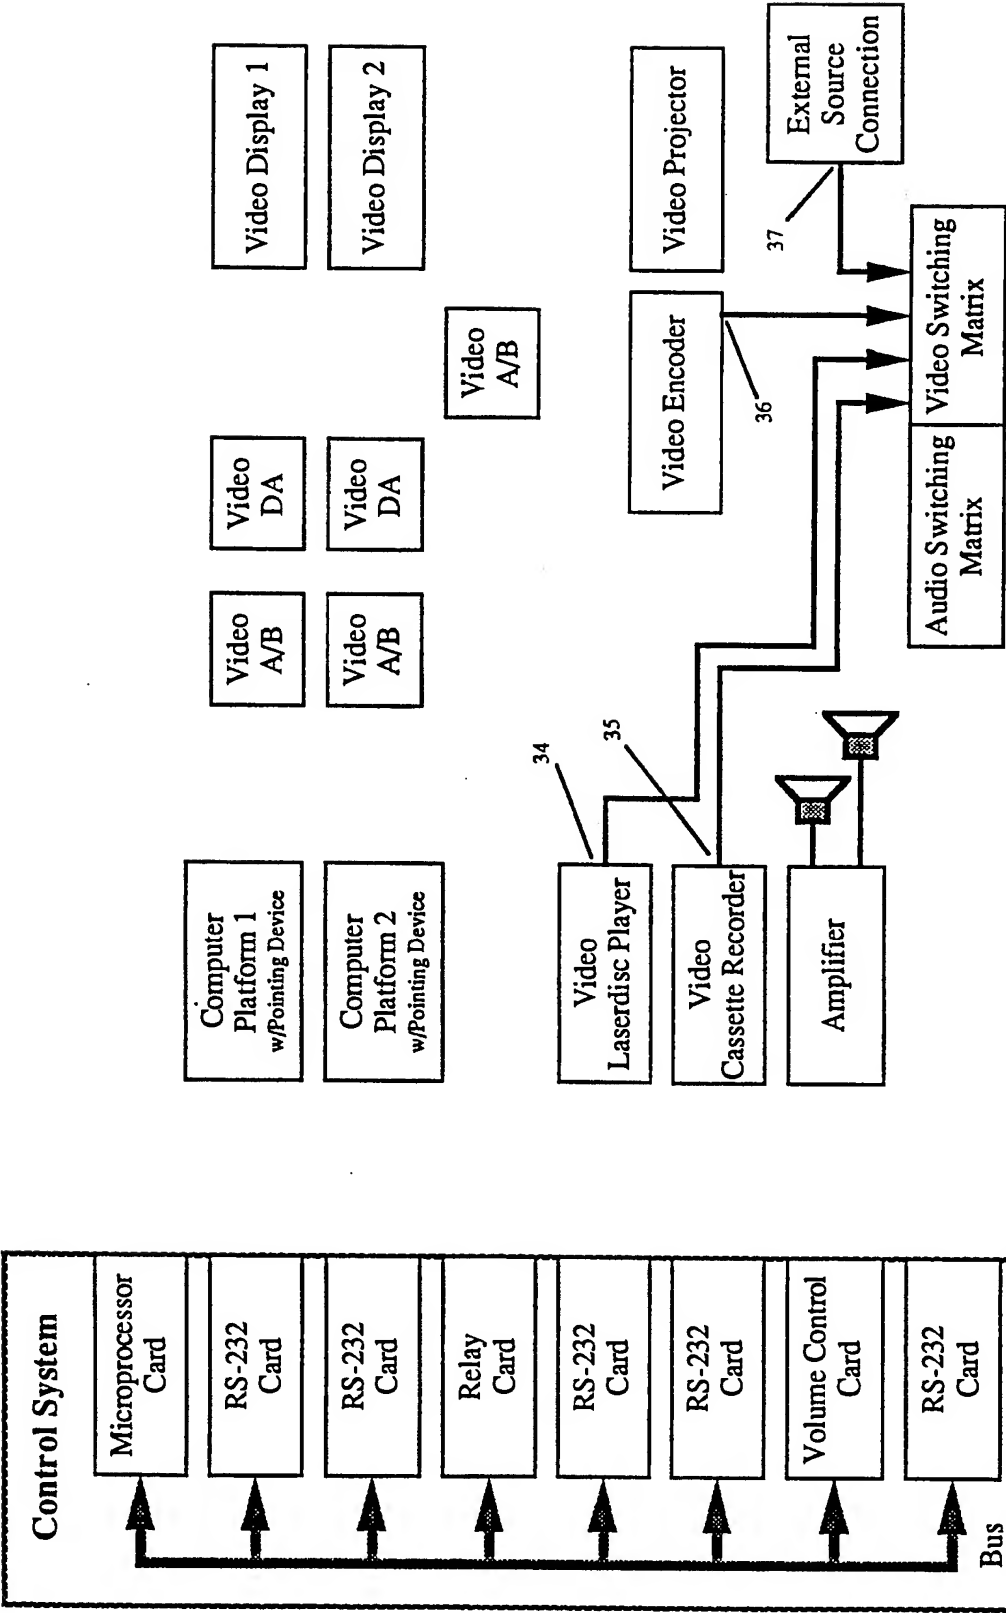 Control System
Microprocessor
Card
RS-232
Card
RS-232
Card
Relay
Card
RS-232
Card
RS-232
Card
Volume Control
Card
RS-232
Card
Bus
Computer
Platform 1
w/Pointing Device
Computer
Platform 2
w/Pointing Device
Video
Laserdisc Player
Video
Cassette Recorder
Amplifier
34
35
Video
A/B
Video
A/B
Video
DA
Video
DA
Video
A/B
Video Display 1
Video Display 2
Video Encoder
Video Projector
36
37
External
Source
Connection
Audio Switching
Matrix
Video Switching
Matrix